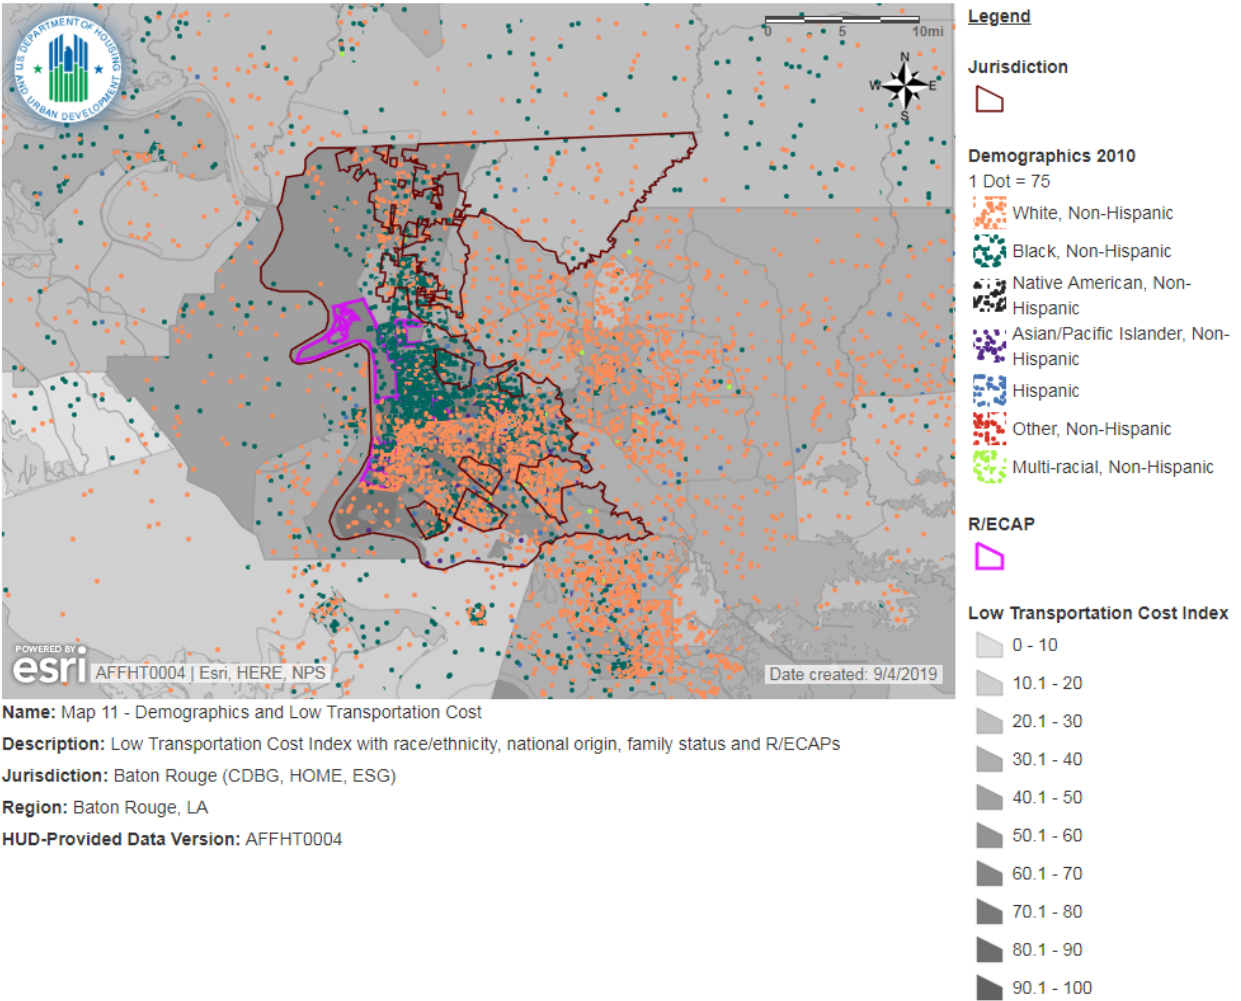 U.S. DEPARTMENT OF HOUSING
AND URBAN DEVELOPMENT
0 5 10mi
N
W E
S
POWERED BY
esri
AFFHT0004 | Esri, HERE, NPS
Date created: 9/4/2019
Name: Map 11 - Demographics and Low Transportation Cost
Description: Low Transportation Cost Index with race/ethnicity, national origin, family status and R/ECAPs
Jurisdiction: Baton Rouge (CDBG, HOME, ESG)
Region: Baton Rouge, LA
HUD-Provided Data Version: AFFHT0004
Legend
Jurisdiction
Demographics 2010
1 Dot = 75
White, Non-Hispanic
Black, Non-Hispanic
Native American, Non-
Hispanic
Asian/Pacific Islander, Non-
Hispanic
Hispanic
Other, Non-Hispanic
Multi-racial, Non-Hispanic
R/ECAP
Low Transportation Cost Index
0 - 10
10.1 - 20
20.1 - 30
30.1 - 40
40.1 - 50
50.1 - 60
60.1 - 70
70.1 - 80
80.1 - 90
90.1 - 100